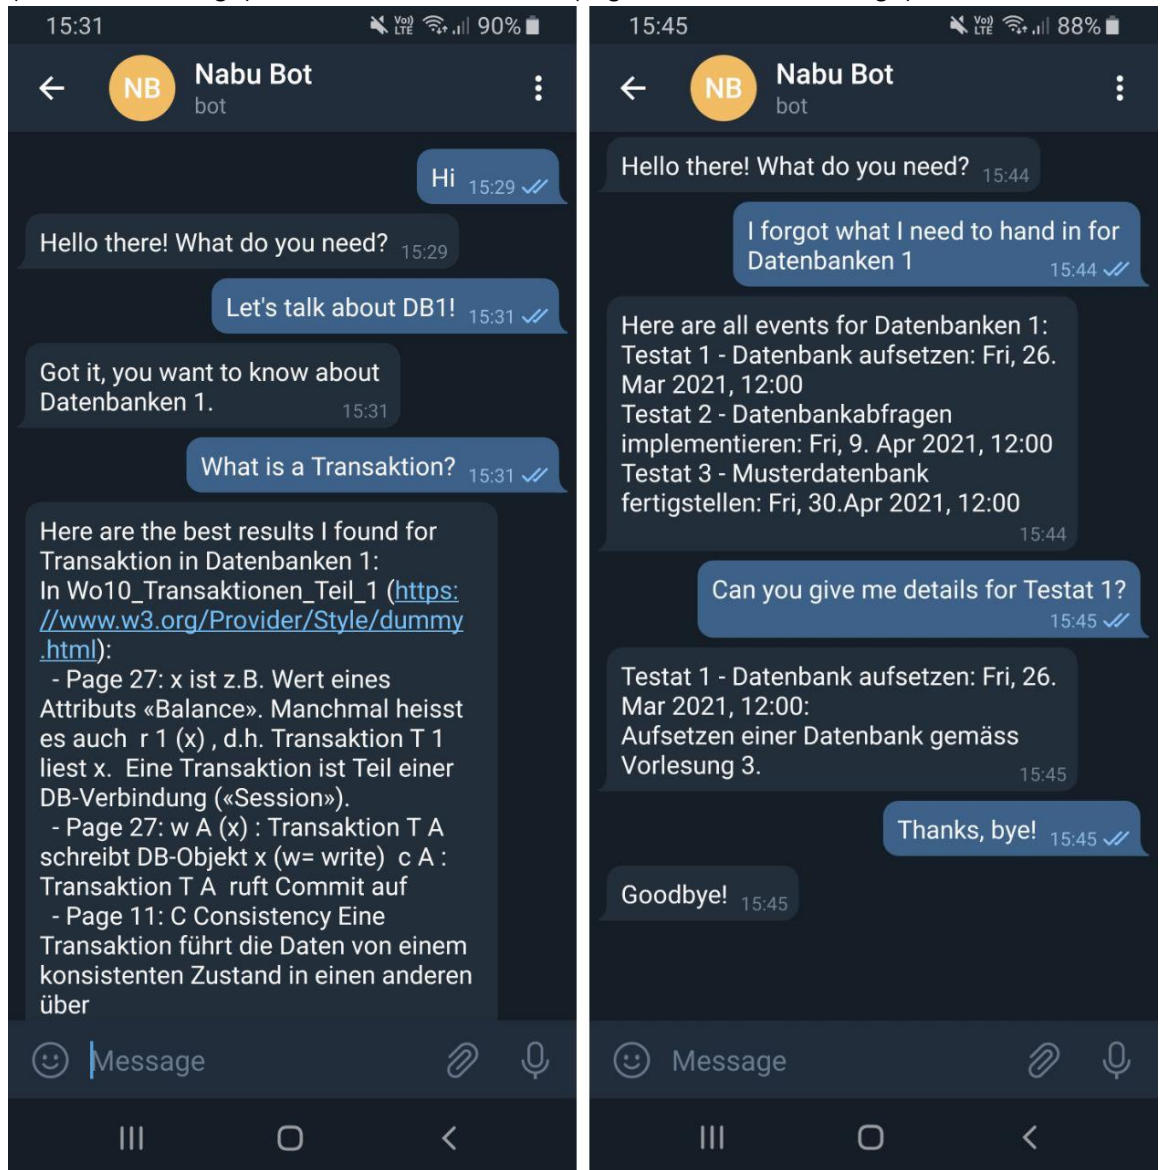 15:31
Vo))
LTE
90%
NB
Nabu Bot
bot
Hi 15:29
Hello there! What do you need? 15:29
Let's talk about DB1! 15:31
Got it, you want to know about
Datenbanken 1. 15:31
What is a Transaktion? 15:31
Here are the best results I found for
Transaktion in Datenbanken 1:
In Wo10_Transaktionen_Teil_1 (https:
//www.w3.org/Provider/Style/dummy
.html):
- Page 27: x ist z.B. Wert eines
Attributs «Balance». Manchmal heisst
es auch r 1 (x) , d.h. Transaktion T 1
liest x. Eine Transaktion ist Teil einer
DB-Verbindung («Session»).
- Page 27: w A (x) : Transaktion T A
schreibt DB-Objekt x (w= write) c A :
Transaktion T A ruft Commit auf
- Page 11: C Consistency Eine
Transaktion führt die Daten von einem
konsistenten Zustand in einen anderen
über
Message
15:45
Vo))
LTE
88%
NB
Nabu Bot
bot
Hello there! What do you need? 15:44
I forgot what I need to hand in for
Datenbanken 1 15:44
Here are all events for Datenbanken 1:
Testat 1 - Datenbank aufsetzen: Fri, 26.
Mar 2021, 12:00
Testat 2 - Datenbankabfragen
implementieren: Fri, 9. Apr 2021, 12:00
Testat 3 - Musterdatenbank
fertigstellen: Fri, 30.Apr 2021, 12:00
15:44
Can you give me details for Testat 1?
15:45
Testat 1 - Datenbank aufsetzen: Fri, 26.
Mar 2021, 12:00:
Aufsetzen einer Datenbank gemäss
Vorlesung 3. 15:45
Thanks, bye! 15:45
Goodbye! 15:45
Message